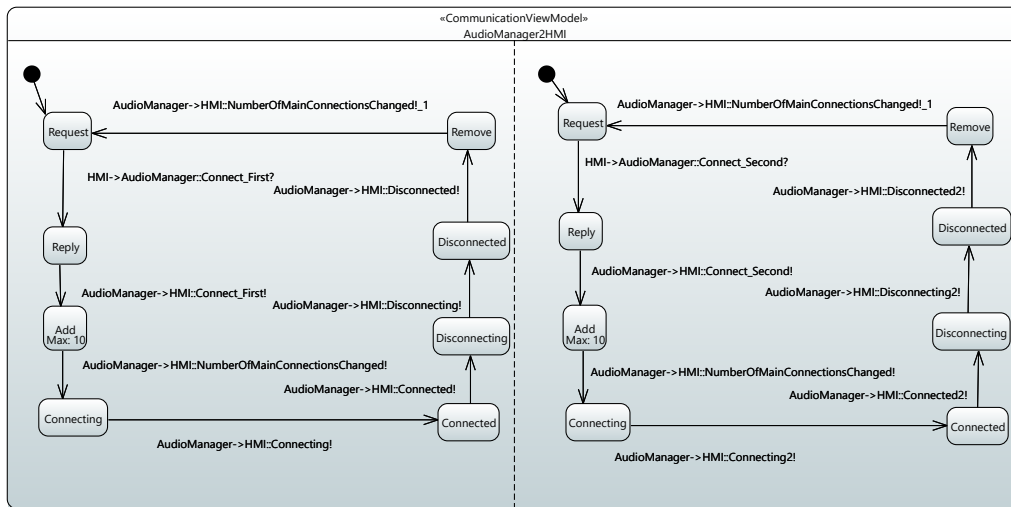 «CommunicationViewModel»
AudioManager2HMI
AudioManager->HMI::NumberOfMainConnectionsChanged!_1
Request
Remove
HMI->AudioManager::Connect_First?
AudioManager->HMI::Disconnected!
Reply
Disconnected
AudioManager->HMI::Connect_First!
AudioManager->HMI::Disconnecting!
Add
Max: 10
Disconnecting
AudioManager->HMI::NumberOfMainConnectionsChanged!
AudioManager->HMI::Connected!
Connecting
Connected
AudioManager->HMI::Connecting!
AudioManager->HMI::NumberOfMainConnectionsChanged!_1
Request
Remove
HMI->AudioManager::Connect_Second?
AudioManager->HMI::Disconnected2!
Reply
Disconnected
AudioManager->HMI::Connect_Second!
AudioManager->HMI::Disconnecting2!
Add
Max: 10
Disconnecting
AudioManager->HMI::NumberOfMainConnectionsChanged!
AudioManager->HMI::Connected2!
Connecting
Connected
AudioManager->HMI::Connecting2!